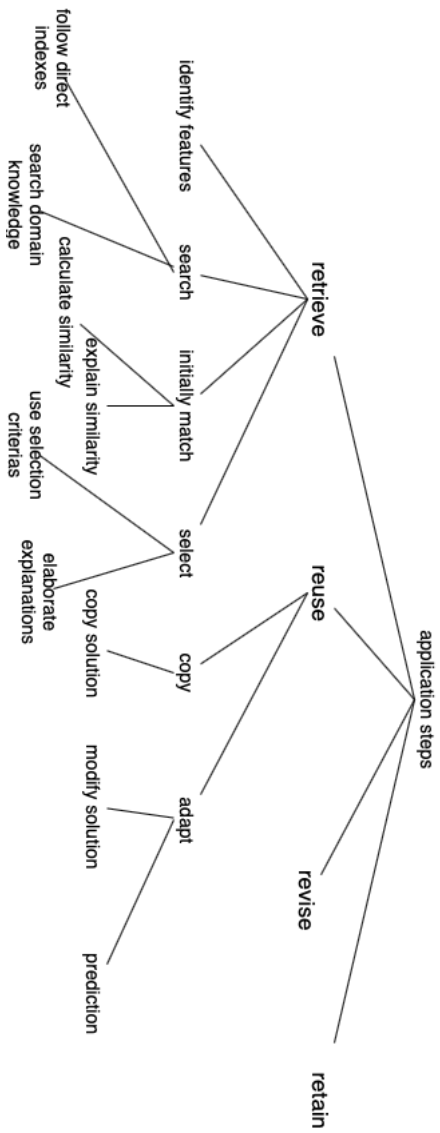 application steps
retrieve
reuse
revise
retain
identify features
search
initially match
select
copy
adapt
follow direct
indexes
search domain
knowledge
calculate similarity
explain similarity
use selection
criterias
elaborate
explanations
copy solution
modify solution
prediction